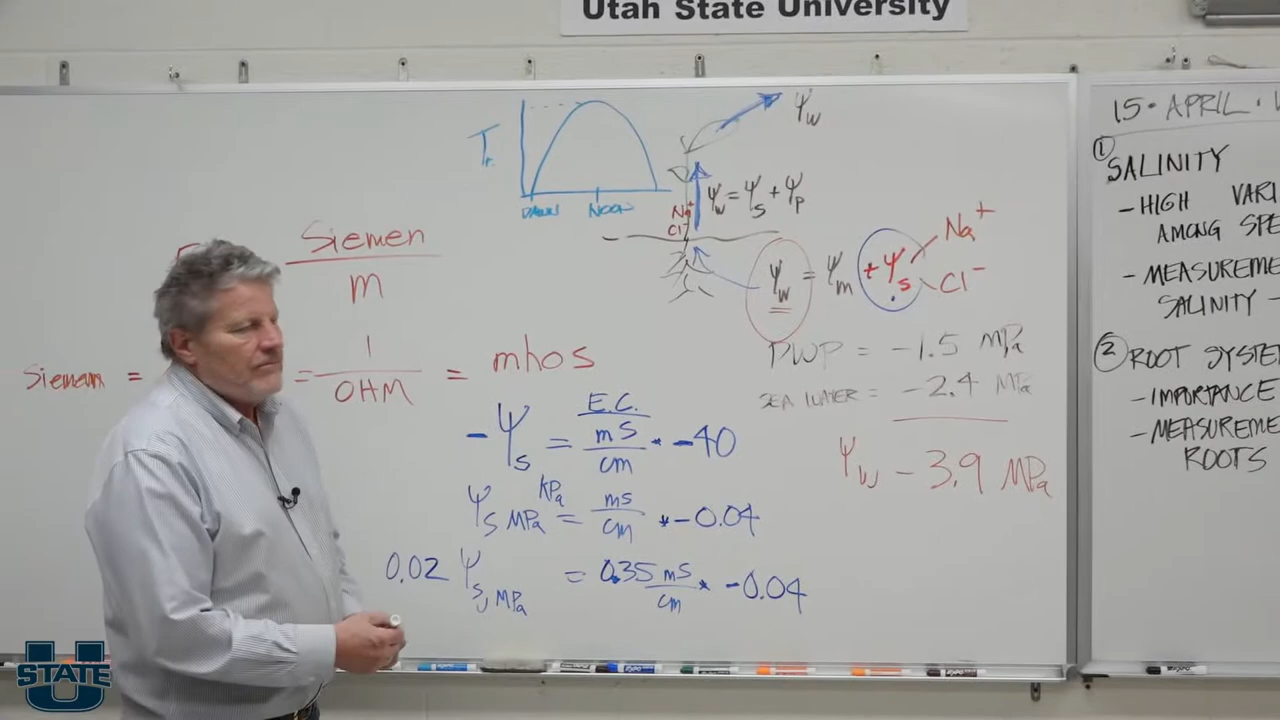 Utah State University
Tr
DAWN NOON
Ψw
Ψw = Ψs + Ψp
Na+
Cl-
Ψw = Ψm + Ψs
Na+
Cl-
PWP = -1.5 MPa
SEA WATER = -2.4 MPa
Ψw -3.9 MPa
Siemen
m
Siemen =
= 1 = mhos
OHM
E.C.
-Ψs = mS * -40
cm
KPa
Ψs MPa = mS * -0.04
cm
0.02 Ψs, MPa = 0.35 mS * -0.04
cm
15 · APRIL ·
① SALINITY
- HIGH VARI
AMONG SPE
- MEASUREME
SALINITY -
② ROOT SYSTEM
- IMPORTANCE
- MEASUREME
ROOTS
U
STATE